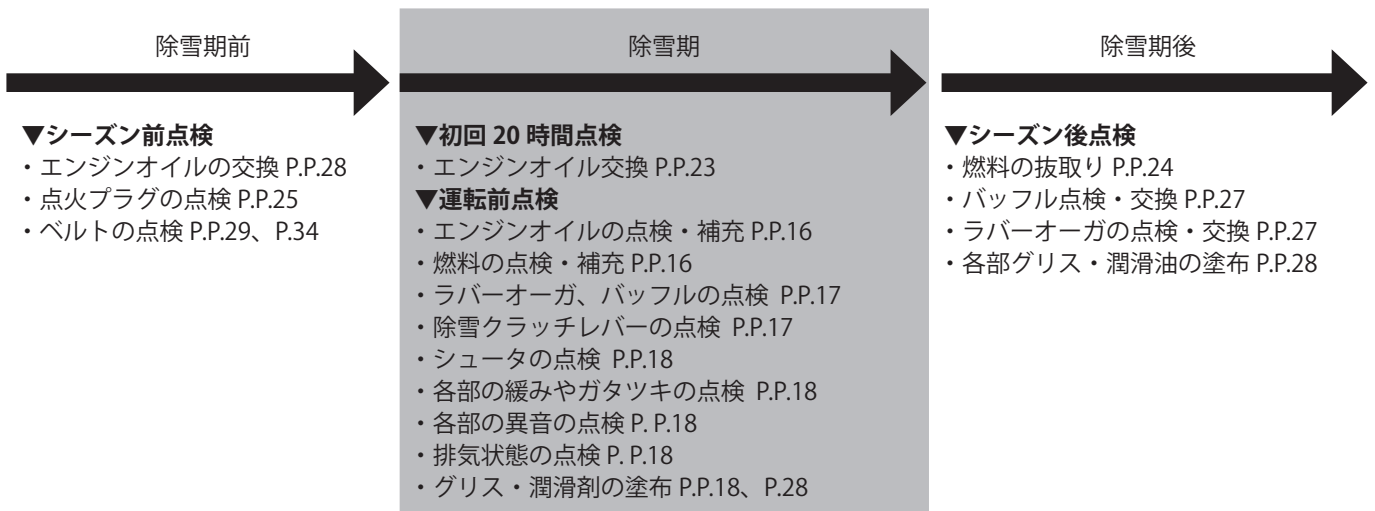 除雪期前
▼シーズン前点検
・エンジンオイルの交換 P.P.28
・点火プラグの点検 P.P.25
・ベルトの点検 P.P.29、P.34
除雪期
▼初回 20 時間点検
・エンジンオイル交換 P.P.23
▼運転前点検
・エンジンオイルの点検・補充 P.P.16
・燃料の点検・補充 P.P.16
・ラバーオーガ、バッフルの点検 P.P.17
・除雪クラッチレバーの点検 P.P.17
・シュータの点検 P.P.18
・各部の緩みやガタツキの点検 P.P.18
・各部の異音の点検 P. P.18
・排気状態の点検 P. P.18
・グリス・潤滑剤の塗布 P.P.18、P.28
除雪期後
▼シーズン後点検
・燃料の抜取り P.P.24
・バッフル点検・交換 P.P.27
・ラバーオーガの点検・交換 P.P.27
・各部グリス・潤滑油の塗布 P.P.28